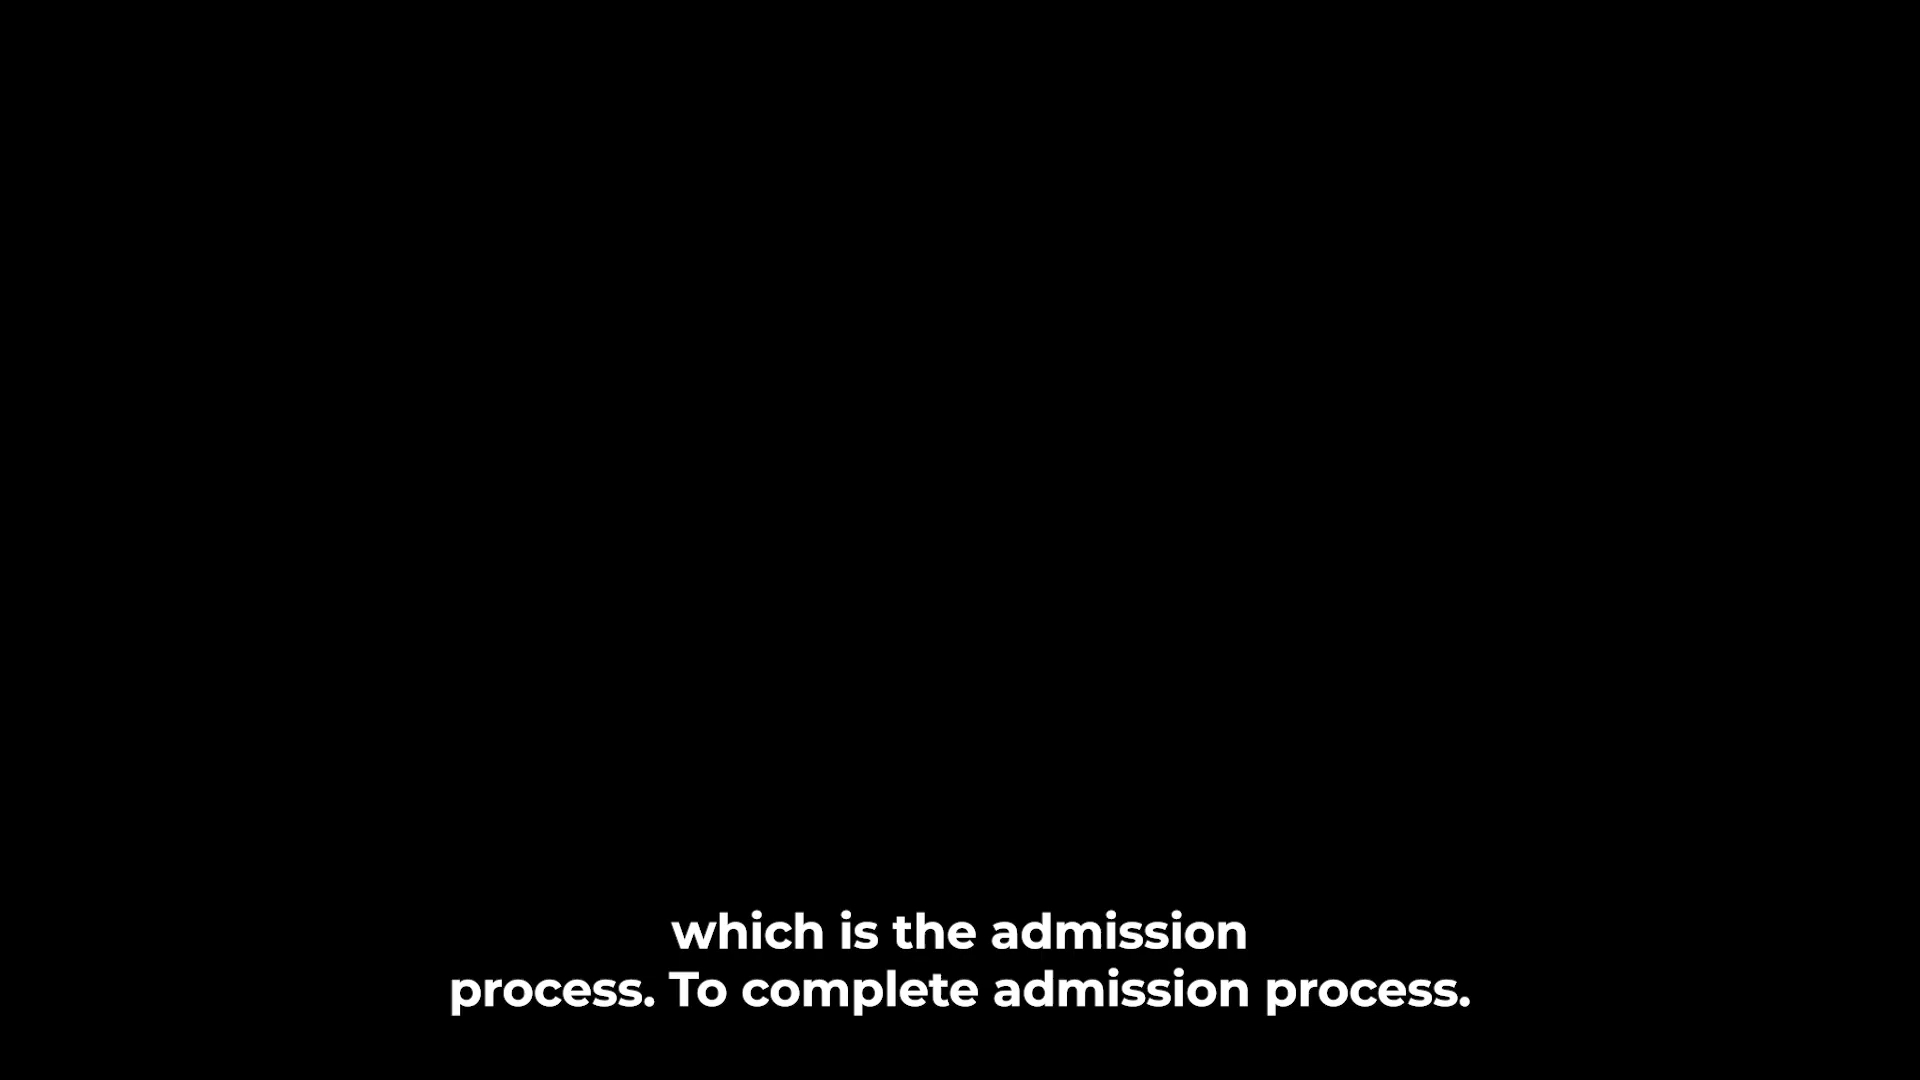 which is the admission
process. To complete admission process.